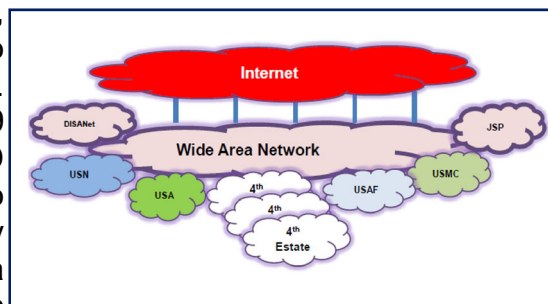 Internet
DISANet
JSP
Wide Area Network
USN
USMC
USA
4th
USAF
4th
4th
Estate